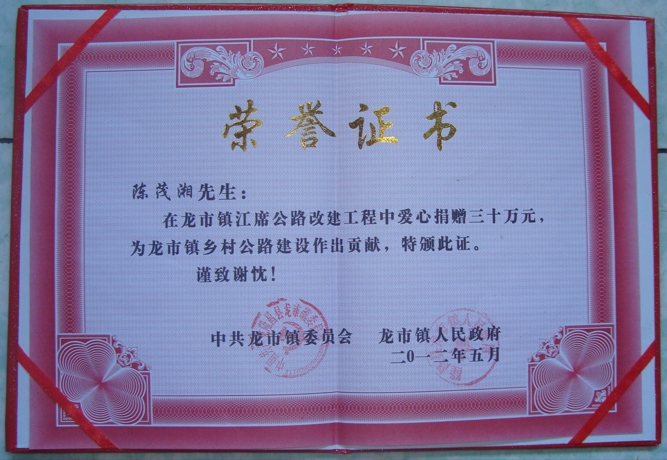 荣誉证书
陈茂湘先生：
在龙市镇江席公路改建工程中爱心捐赠三十万元，
为龙市镇乡村公路建设作出贡献，特颁此证。
谨致谢忱！
中共龙市镇委员会 龙市镇人民政府
二〇一二年五月